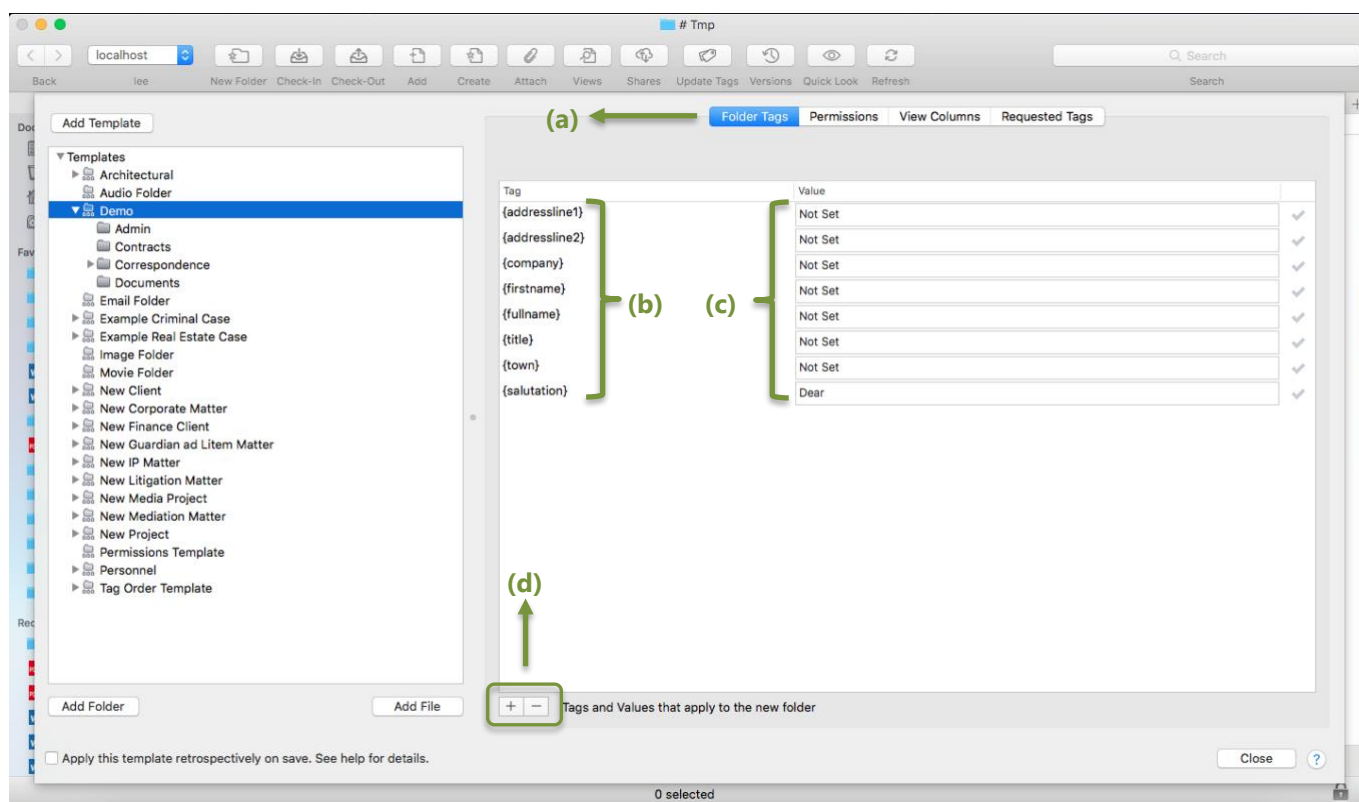 # Tmp
localhost
Search
Back lee New Folder Check-In Check-Out Add Create Attach Views Shares Update Tags Versions Quick Look Refresh Search
Add Template
(a)
Folder Tags Permissions View Columns Requested Tags
Doc
Fav
Rec
Templates
Architectural
Audio Folder
Demo
Admin
Contracts
Correspondence
Documents
Email Folder
Example Criminal Case
Example Real Estate Case
Image Folder
Movie Folder
New Client
New Corporate Matter
New Finance Client
New Guardian ad Litem Matter
New IP Matter
New Litigation Matter
New Media Project
New Mediation Matter
New Project
Permissions Template
Personnel
Tag Order Template
Tag Value
{addressline1} Not Set
{addressline2} Not Set
{company} Not Set
{firstname} Not Set
(b) (c)
{fullname} Not Set
{title} Not Set
{town} Not Set
{salutation} Dear
(d)
Add Folder Add File
+ − Tags and Values that apply to the new folder
Apply this template retrospectively on save. See help for details.
Close ?
0 selected